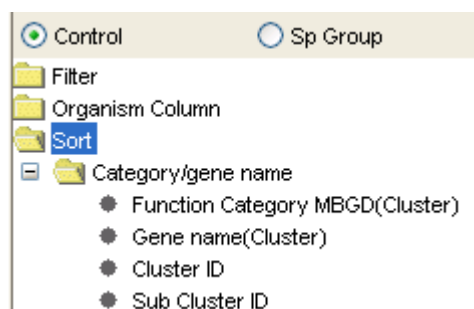 Control Sp Group
Filter
Organism Column
Sort
Category/gene name
Function Category MBGD(Cluster)
Gene name(Cluster)
Cluster ID
Sub Cluster ID